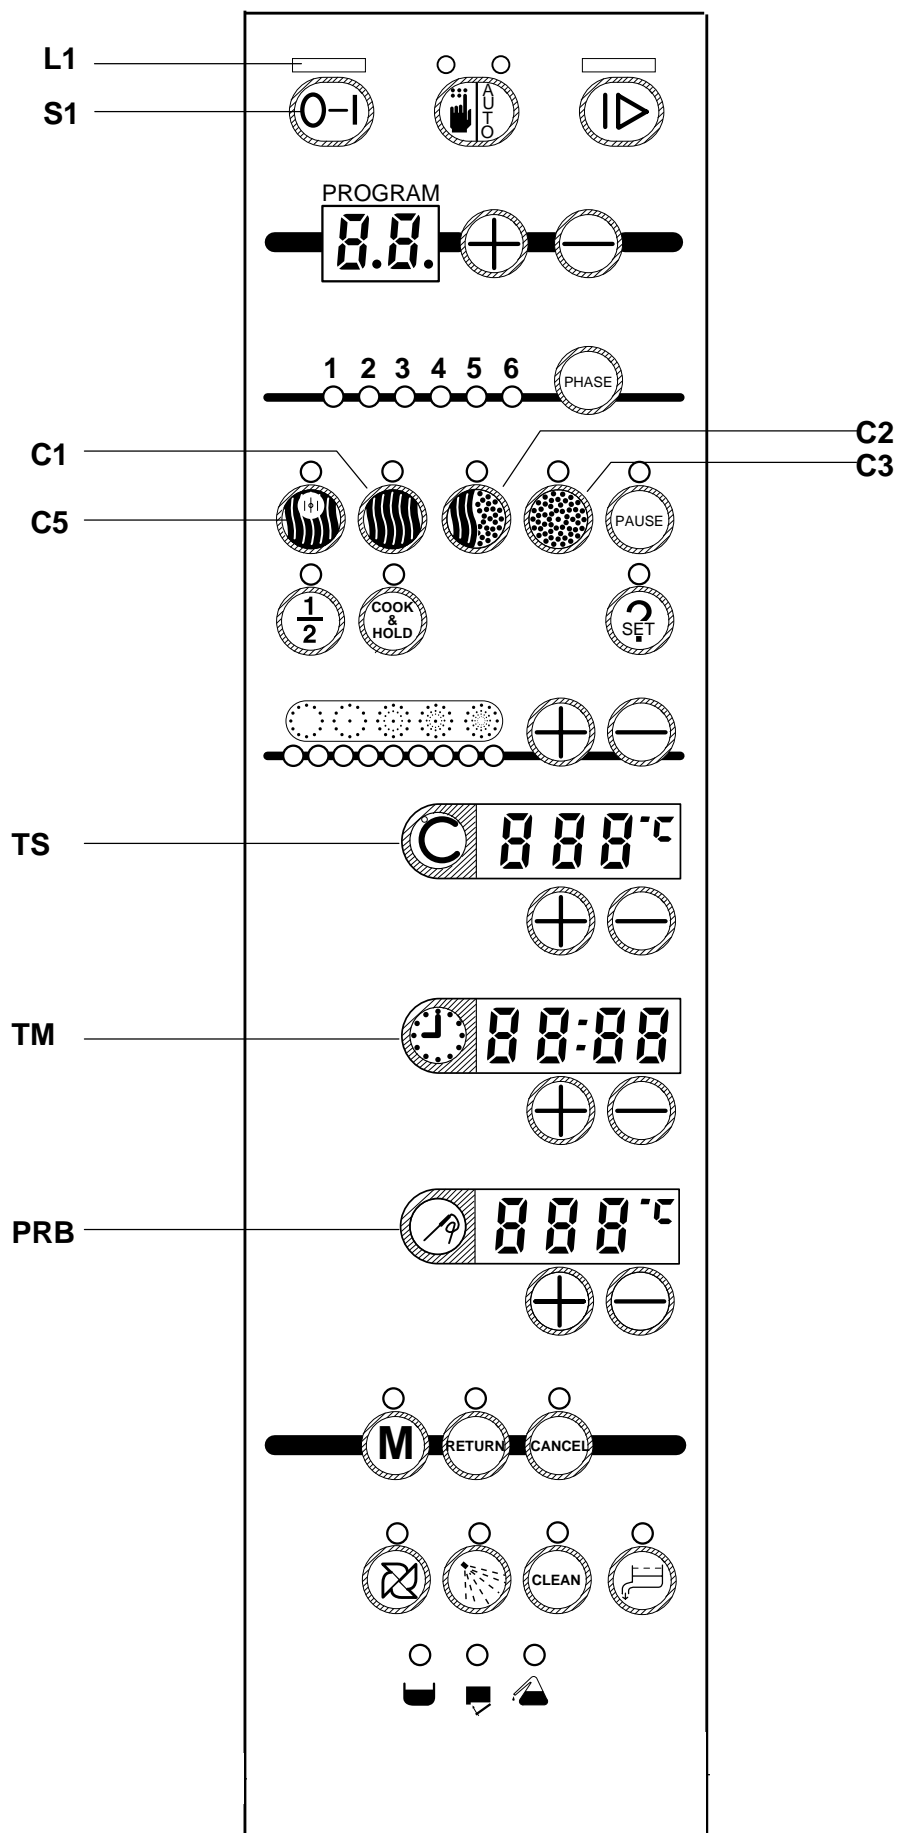 L1
S1
O-I
AUTO
PROGRAM
8.8.
1 2 3 4 5 6
PHASE
C2
C1
C3
C5
PAUSE
1/2
COOK & HOLD
? SET
TS
°C 888°C
TM
88:88
PRB
888°C
M RETURN CANCEL
CLEAN